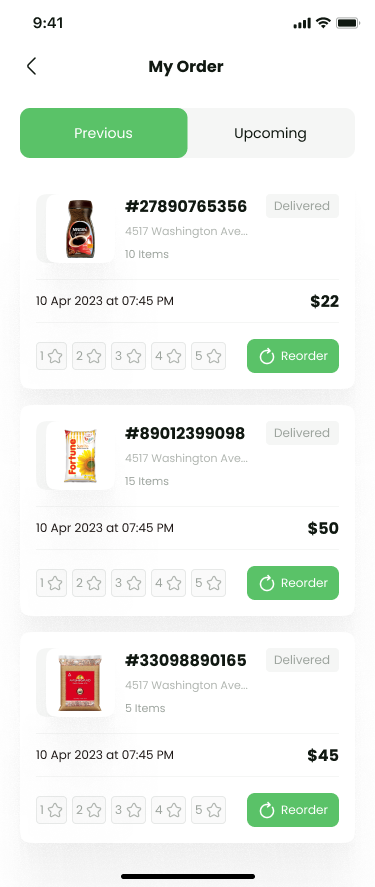 9:41
My Order
Previous Upcoming
#27890765356 Delivered
4517 Washington Ave...
10 Items
10 Apr 2023 at 07:45 PM $22
1 2 3 4 5 Reorder
#89012399098 Delivered
4517 Washington Ave...
15 Items
Fortune
10 Apr 2023 at 07:45 PM $50
1 2 3 4 5 Reorder
#33098890165 Delivered
4517 Washington Ave...
5 Items
10 Apr 2023 at 07:45 PM $45
1 2 3 4 5 Reorder